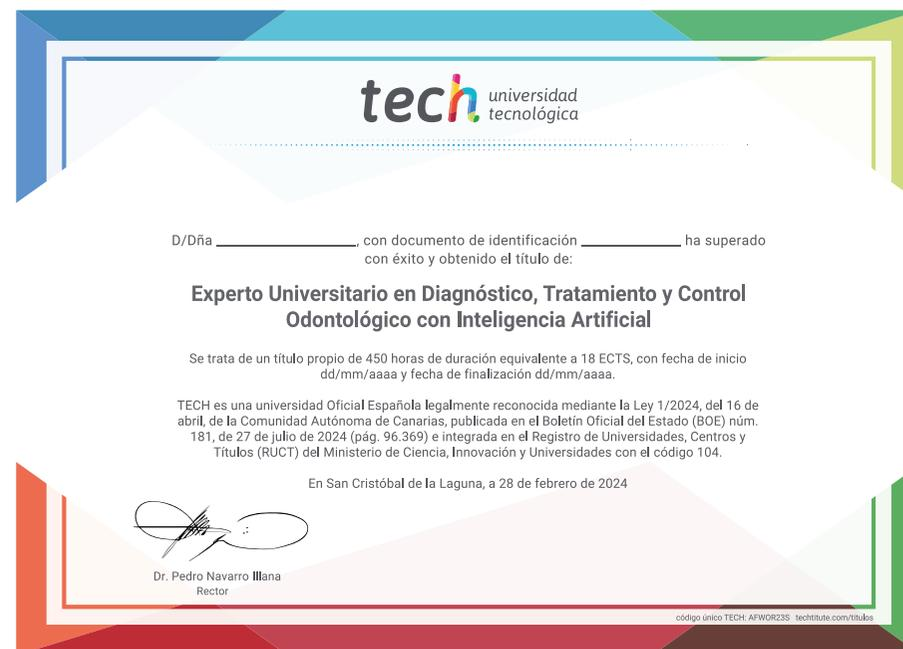 tech universidad
tecnológica
D/Dña ________________, con documento de identificación ____________ ha superado
con éxito y obtenido el título de:
Experto Universitario en Diagnóstico, Tratamiento y Control
Odontológico con Inteligencia Artificial
Se trata de un título propio de 450 horas de duración equivalente a 18 ECTS, con fecha de inicio
dd/mm/aaaa y fecha de finalización dd/mm/aaaa.
TECH es una universidad Oficial Española legalmente reconocida mediante la Ley 1/2024, del 16 de
abril, de la Comunidad Autónoma de Canarias, publicada en el Boletín Oficial del Estado (BOE) núm.
181, de 27 de julio de 2024 (pág. 96.369) e integrada en el Registro de Universidades, Centros y
Títulos (RUCT) del Ministerio de Ciencia, Innovación y Universidades con el código 104.
En San Cristóbal de la Laguna, a 28 de febrero de 2024
Dr. Pedro Navarro Illana
Rector
código único TECH: AFWOR23S techtitute.com/titulos